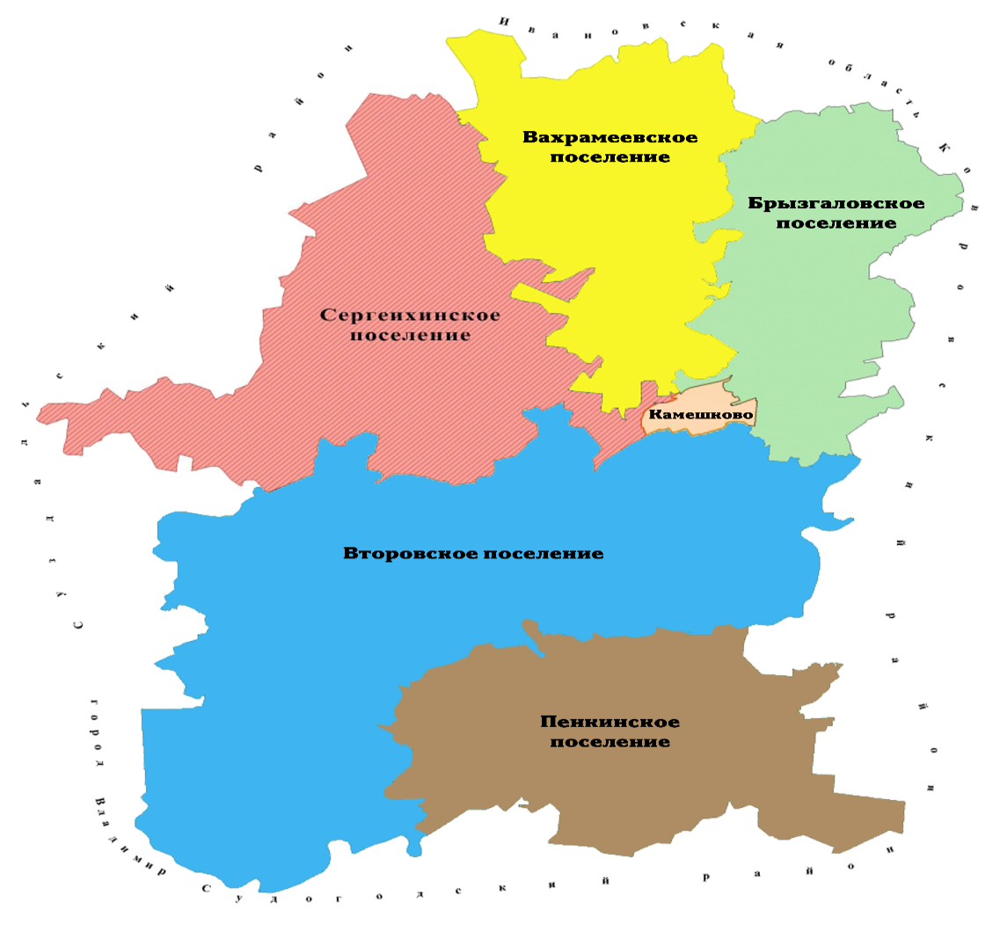 Ивановская область
Ковровский район
Суздальский район
Вахрамеевское
поселение
Брызгаловское
поселение
Сергеихинское
поселение
Камешково
Второвское поселение
Пенкинское
поселение
город Владимир
Судогодский район